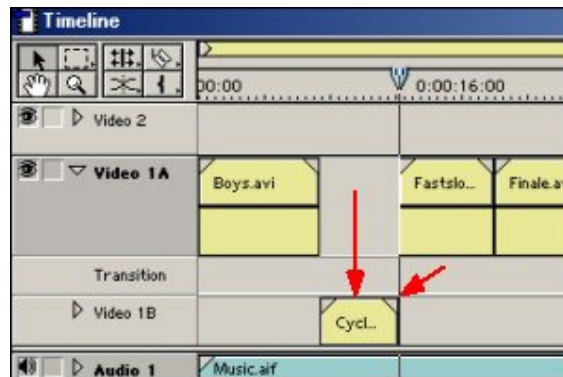 Timeline
00:00 0:00:16:00
Video 2
Video 1A
Boys.avi Fastslo... Finale.a
Transition
Video 1B
Cycl...
Audio 1 Music.aif